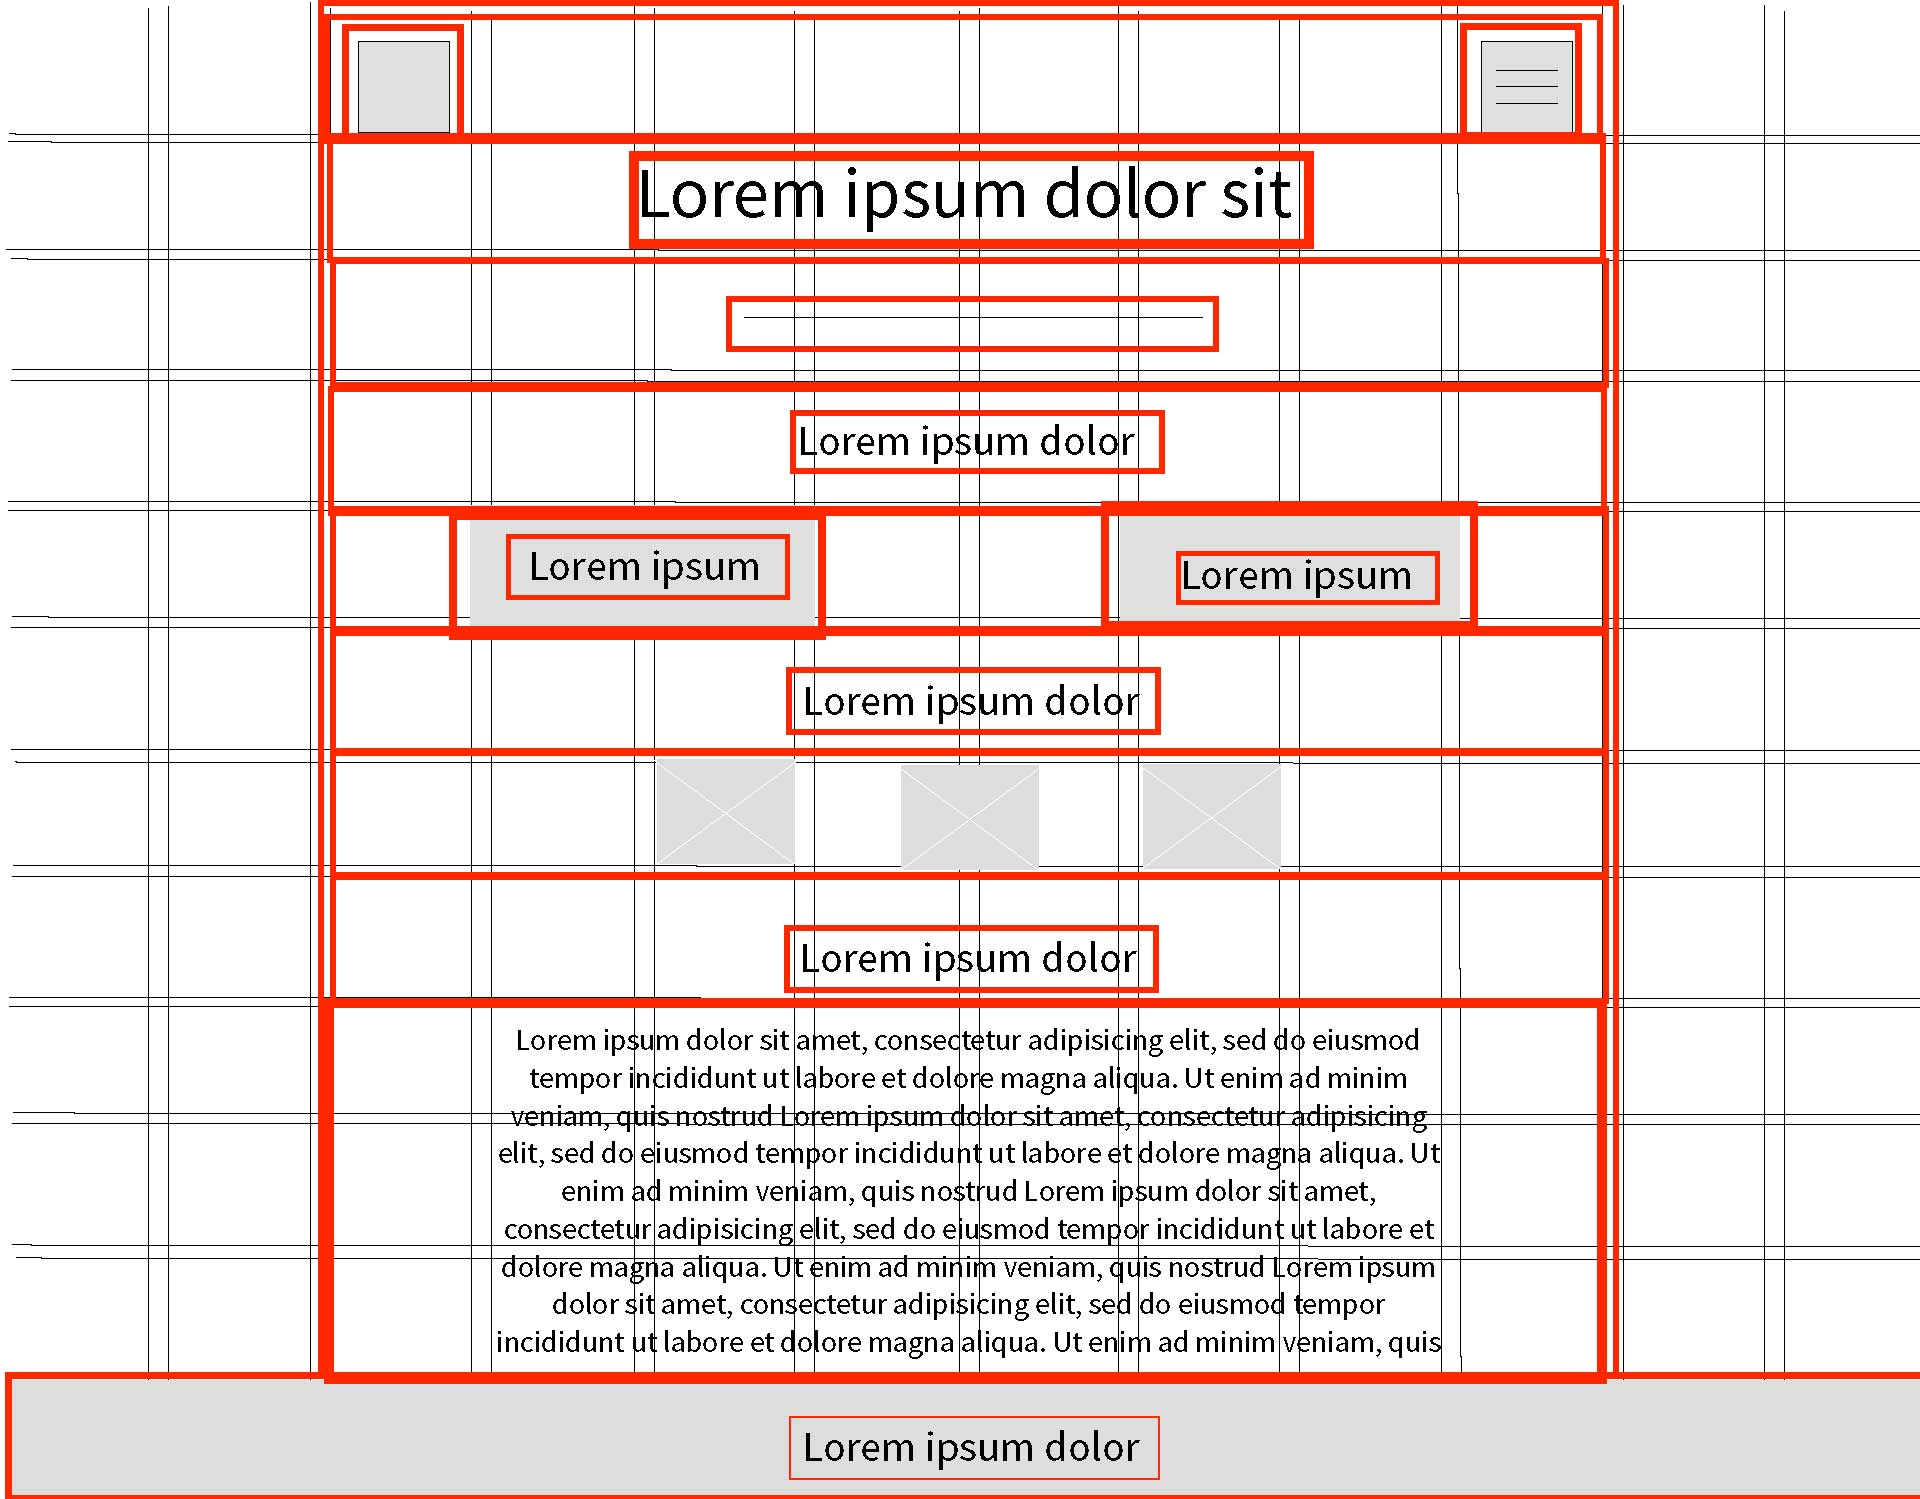 Lorem ipsum dolor sit
Lorem ipsum dolor
Lorem ipsum
Lorem ipsum
Lorem ipsum dolor
Lorem ipsum dolor
Lorem ipsum dolor sit amet, consectetur adipisicing elit, sed do eiusmod
tempor incididunt ut labore et dolore magna aliqua. Ut enim ad minim
veniam, quis nostrud Lorem ipsum dolor sit amet, consectetur adipisicing
elit, sed do eiusmod tempor incididunt ut labore et dolore magna aliqua. Ut
enim ad minim veniam, quis nostrud Lorem ipsum dolor sit amet,
consectetur adipisicing elit, sed do eiusmod tempor incididunt ut labore et
dolore magna aliqua. Ut enim ad minim veniam, quis nostrud Lorem ipsum
dolor sit amet, consectetur adipisicing elit, sed do eiusmod tempor
incididunt ut labore et dolore magna aliqua. Ut enim ad minim veniam, quis
Lorem ipsum dolor